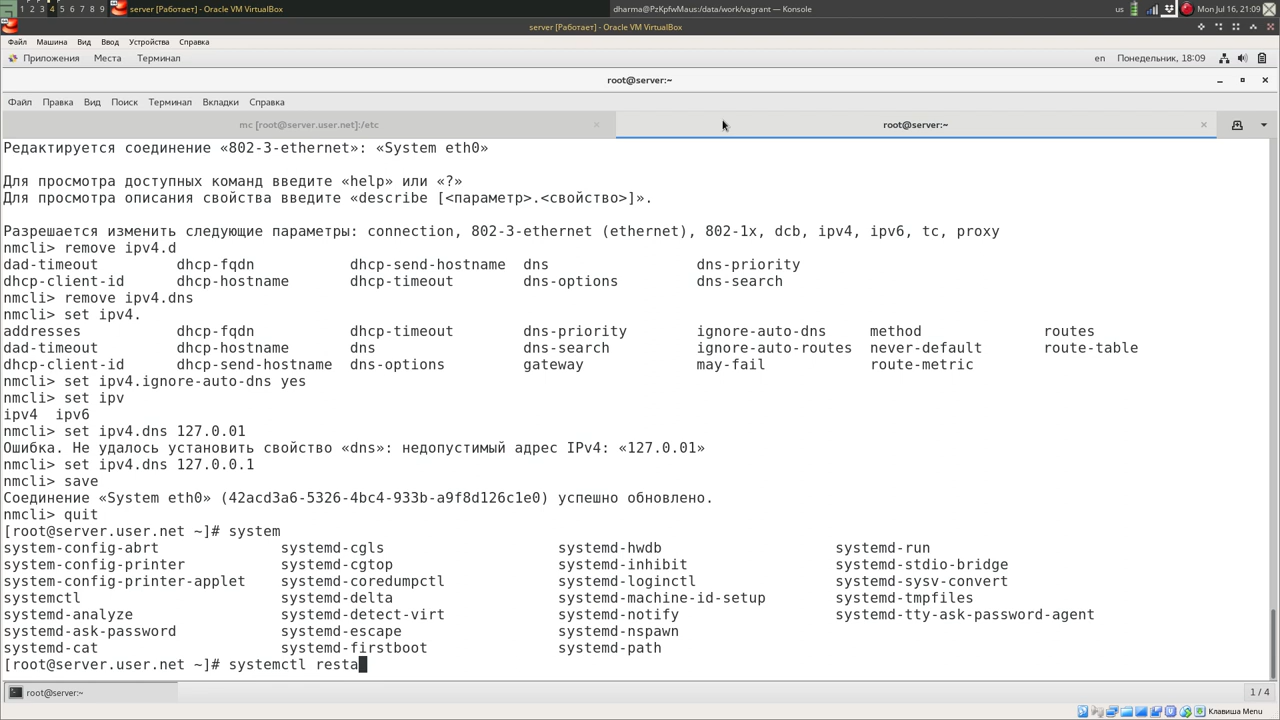 1 2 3 4 5 6 7 8 9 server [Работает] - Oracle VM VirtualBox dharma@PzKpfwMaus:/data/work/vagrant — Konsole us Mon Jul 16, 21:09
server [Работает] - Oracle VM VirtualBox
Файл Машина Вид Ввод Устройства Справка
Приложения Места Терминал en Понедельник, 18:09
root@server:~
Файл Правка Вид Поиск Терминал Вкладки Справка
mc [root@server.user.net]:/etc root@server:~
Редактируется соединение «802-3-ethernet»: «System eth0»
Для просмотра доступных команд введите «help» или «?»
Для просмотра описания свойства введите «describe [<параметр>.<свойство>]».
Разрешается изменить следующие параметры: connection, 802-3-ethernet (ethernet), 802-1x, dcb, ipv4, ipv6, tc, proxy
nmcli> remove ipv4.d
dad-timeout dhcp-fqdn dhcp-send-hostname dns dns-priority
dhcp-client-id dhcp-hostname dhcp-timeout dns-options dns-search
nmcli> remove ipv4.dns
nmcli> set ipv4.
addresses dhcp-fqdn dhcp-timeout dns-priority ignore-auto-dns method routes
dad-timeout dhcp-hostname dns dns-search ignore-auto-routes never-default route-table
dhcp-client-id dhcp-send-hostname dns-options gateway may-fail route-metric
nmcli> set ipv4.ignore-auto-dns yes
nmcli> set ipv
ipv4 ipv6
nmcli> set ipv4.dns 127.0.01
Ошибка. Не удалось установить свойство «dns»: недопустимый адрес IPv4: «127.0.01»
nmcli> set ipv4.dns 127.0.0.1
nmcli> save
Соединение «System eth0» (42acd3a6-5326-4bc4-933b-a9f8d126c1e0) успешно обновлено.
nmcli> quit
[root@server.user.net ~]# system
system-config-abrt systemd-cgls systemd-hwdb systemd-run
system-config-printer systemd-cgtop systemd-inhibit systemd-stdio-bridge
system-config-printer-applet systemd-coredumpctl systemd-loginctl systemd-sysv-convert
systemctl systemd-delta systemd-machine-id-setup systemd-tmpfiles
systemd-analyze systemd-detect-virt systemd-notify systemd-tty-ask-password-agent
systemd-ask-password systemd-escape systemd-nspawn
systemd-cat systemd-firstboot systemd-path
[root@server.user.net ~]# systemctl resta
root@server:~ 1 / 4
Клавиша Menu